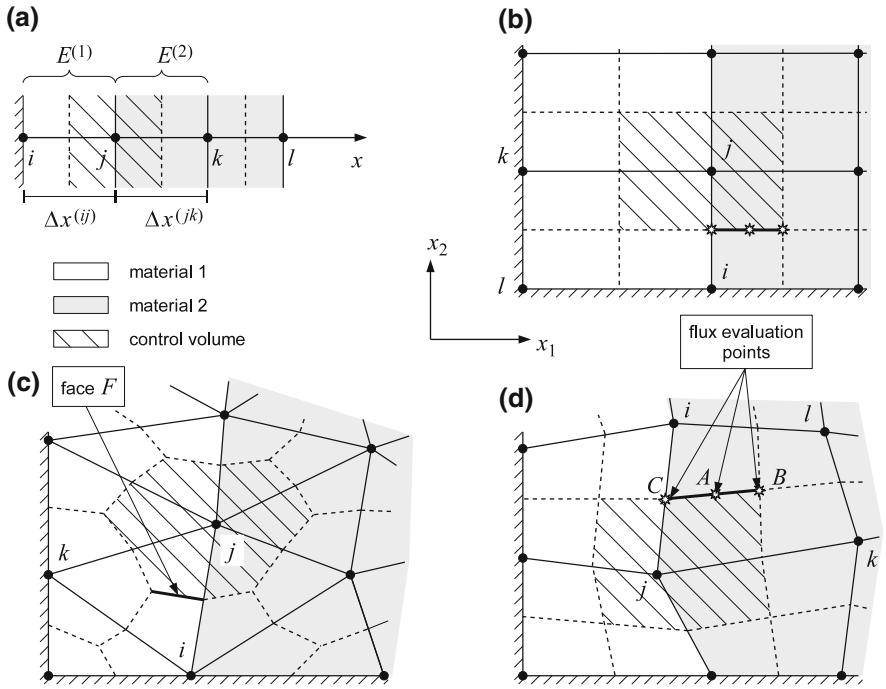 (a)
E(1) E(2)
i j k l x
Δx(ij) Δx(jk)
material 1
material 2
control volume
(b)
k j
l i
x2
x1
flux evaluation
points
(c)
face F
k j
i
(d)
i l
C A B
j k